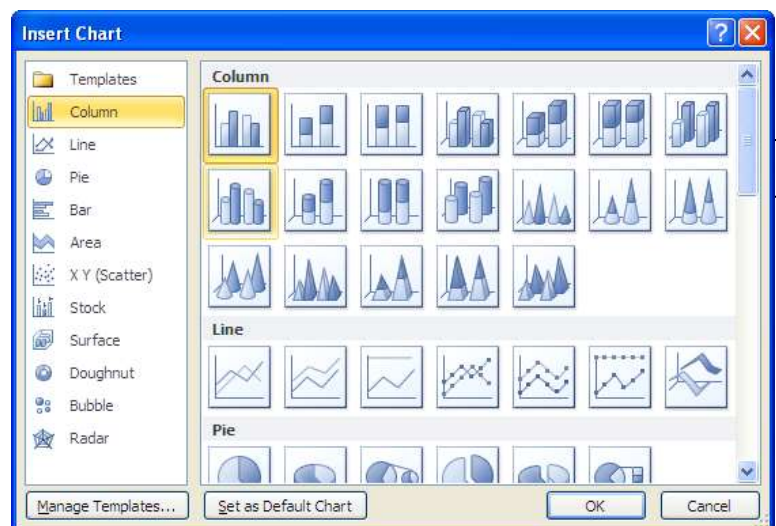 Insert Chart
Templates
Column
Line
Pie
Bar
Area
X Y (Scatter)
Stock
Surface
Doughnut
Bubble
Radar
Column
Line
Pie
Manage Templates...
Set as Default Chart
OK
Cancel